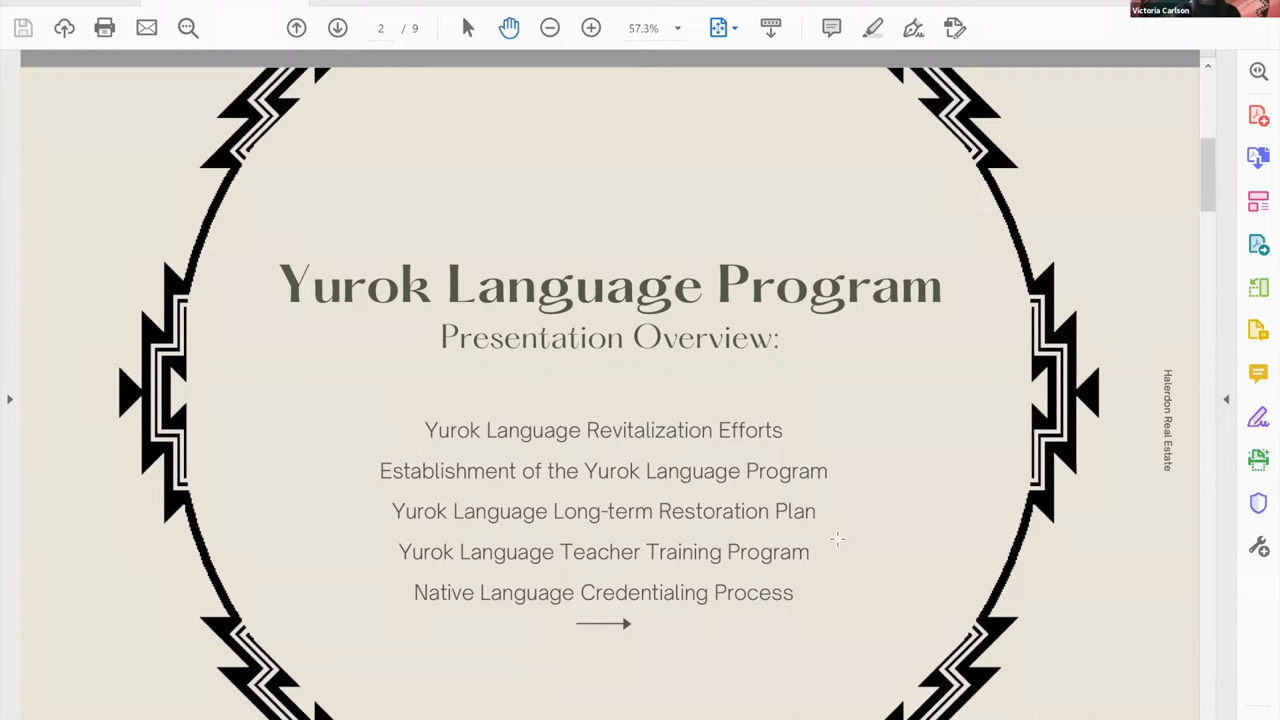 Victoria Carlson
2 / 9
57.3%
Yurok Language Program
Presentation Overview:
Yurok Language Revitalization Efforts
Establishment of the Yurok Language Program
Yurok Language Long-term Restoration Plan
Yurok Language Teacher Training Program
Native Language Credentialing Process
Halerdon Real Estate